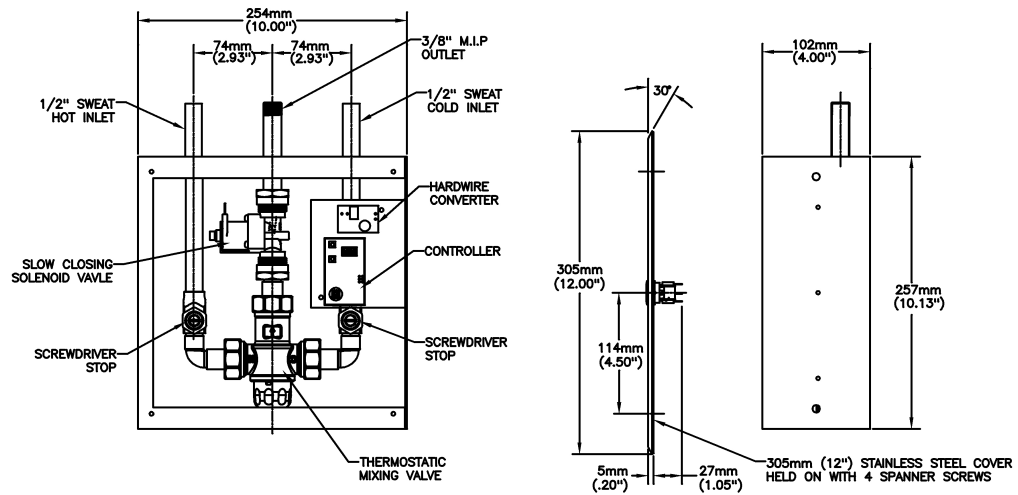 254mm
(10.00")
74mm
(2.93")
74mm
(2.93")
3/8" M.I.P
OUTLET
1/2" SWEAT
HOT INLET
1/2" SWEAT
COLD INLET
HARDWIRE
CONVERTER
CONTROLLER
SLOW CLOSING
SOLENOID VAVLE
SCREWDRIVER
STOP
SCREWDRIVER
STOP
THERMOSTATIC
MIXING VALVE
30°
305mm
(12.00")
114mm
(4.50")
5mm
(.20")
27mm
(1.05")
102mm
(4.00")
257mm
(10.13")
305mm (12") STAINLESS STEEL COVER
HELD ON WITH 4 SPANNER SCREWS